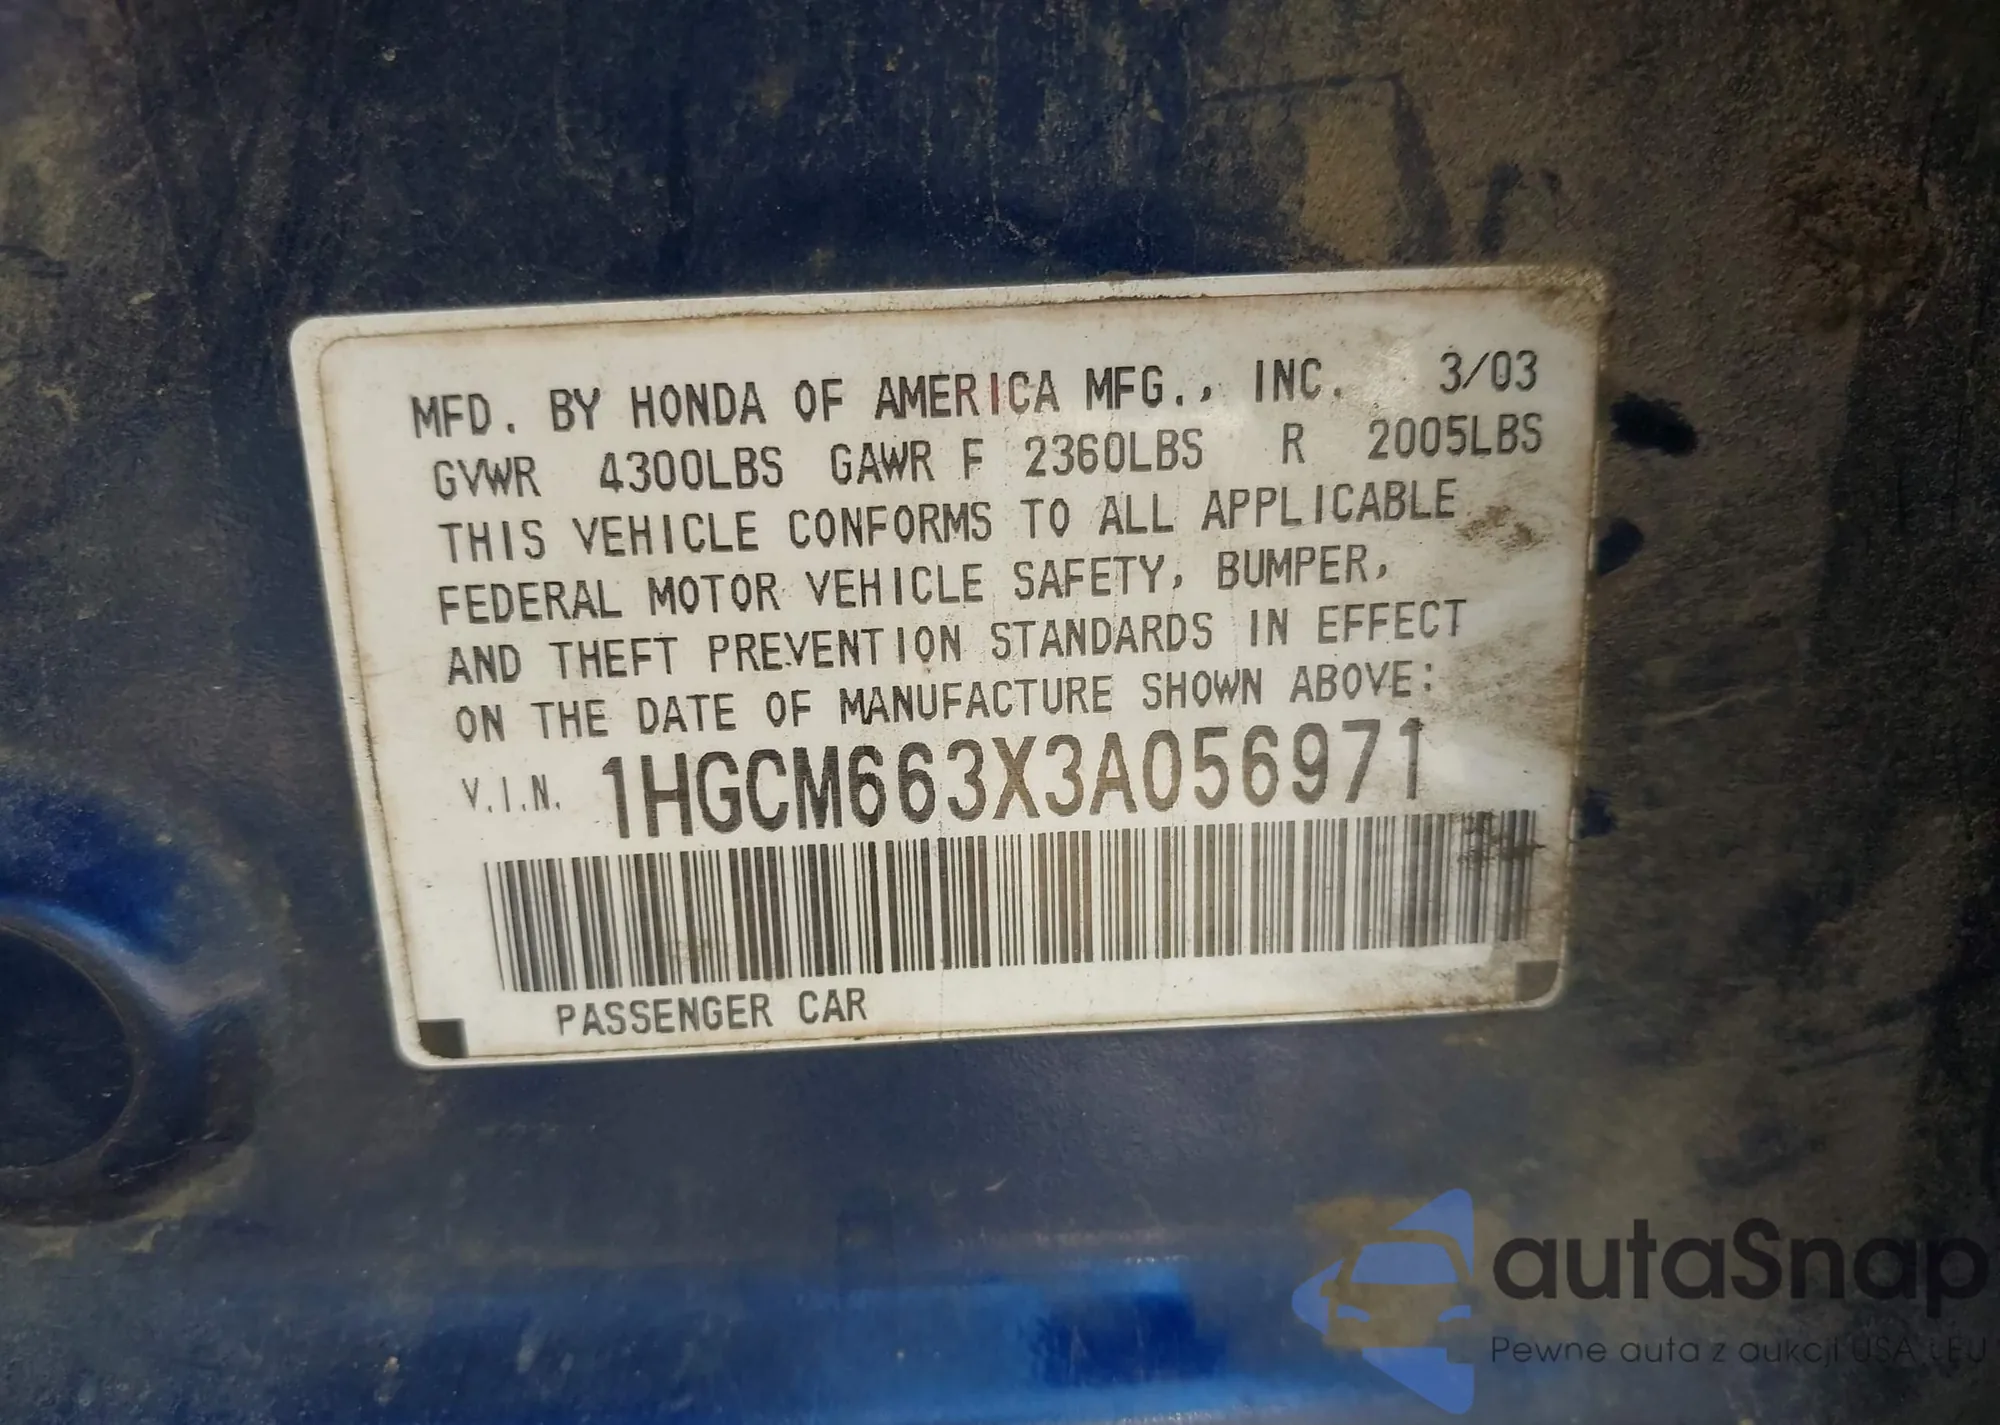 MFD. BY HONDA OF AMERICA MFG., INC. 3/03
GVWR 4300LBS GAWR F 2360LBS R 2005LBS
THIS VEHICLE CONFORMS TO ALL APPLICABLE
FEDERAL MOTOR VEHICLE SAFETY, BUMPER,
AND THEFT PREVENTION STANDARDS IN EFFECT
ON THE DATE OF MANUFACTURE SHOWN ABOVE:
V.I.N. 1HGCM663X3A056971
PASSENGER CAR
autaSnap
Pewne auta z aukcji USA i EU